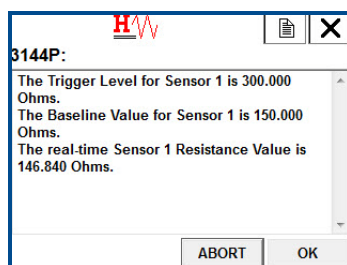 H
3144P:
The Trigger Level for Sensor 1 is 300.000
Ohms.
The Baseline Value for Sensor 1 is 150.000
Ohms.
The real-time Sensor 1 Resistance Value is
146.840 Ohms.
ABORT OK